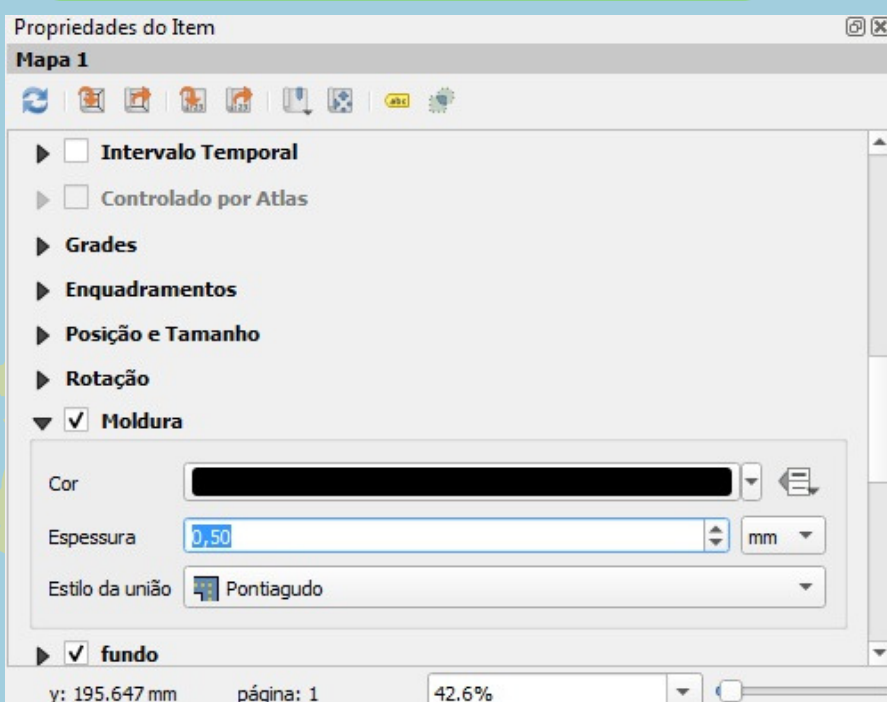 Propriedades do Item
Mapa 1
abc
Intervalo Temporal
Controlado por Atlas
Grades
Enquadramentos
Posição e Tamanho
Rotação
Moldura
Cor
Espessura 0,50 mm
Estilo da união Pontiagudo
fundo
y: 195.647 mm página: 1 42.6%